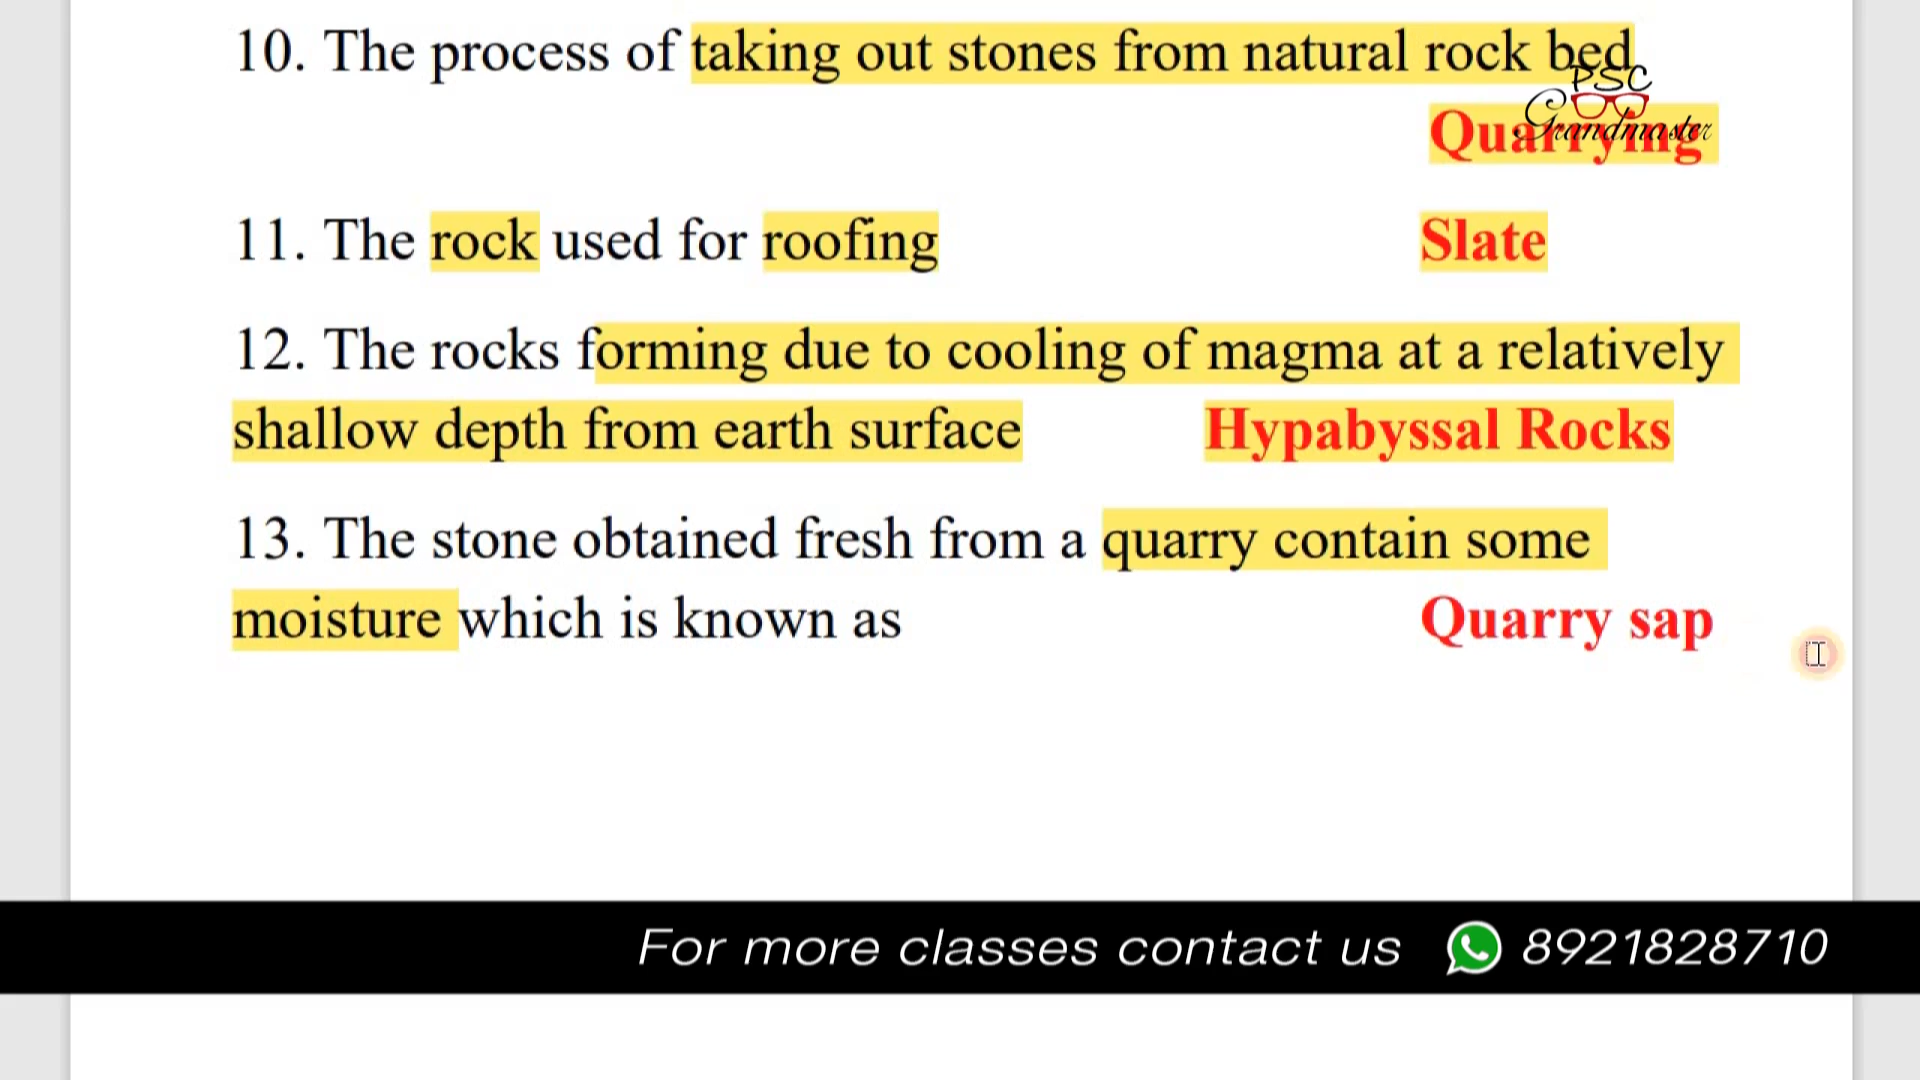 10. The process of taking out stones from natural rock bed
PSC
Grandmaster
Quarrying
11. The rock used for roofing Slate
12. The rocks forming due to cooling of magma at a relatively
shallow depth from earth surface Hypabyssal Rocks
13. The stone obtained fresh from a quarry contain some
moisture which is known as Quarry sap
For more classes contact us 8921828710